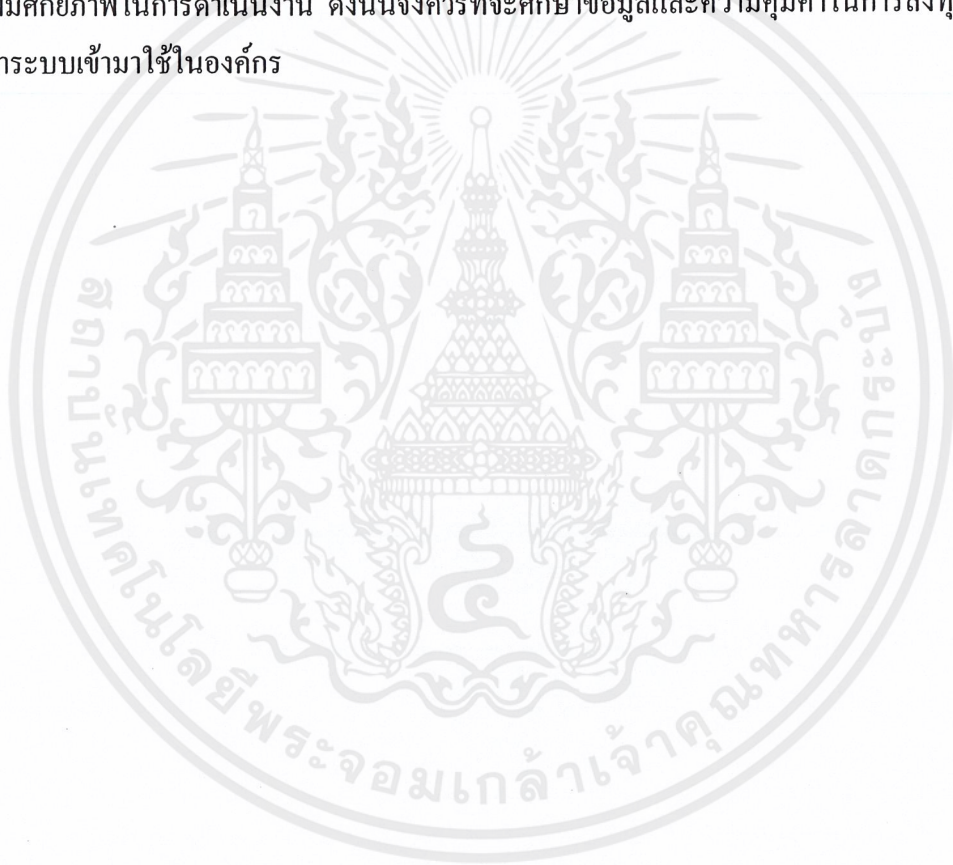 มศักยภาพในการดำเนินงาน ดังนั้นจึงควรที่จะศึกษาข้อมูลและความคุ้มค่าในการลงทุ
าระบบเข้ามาใช้ในองค์กร
๔
สถาบันเทคโนโลยีพระจอมเกล้าเจ้าคุณทหารลาดกระบัง